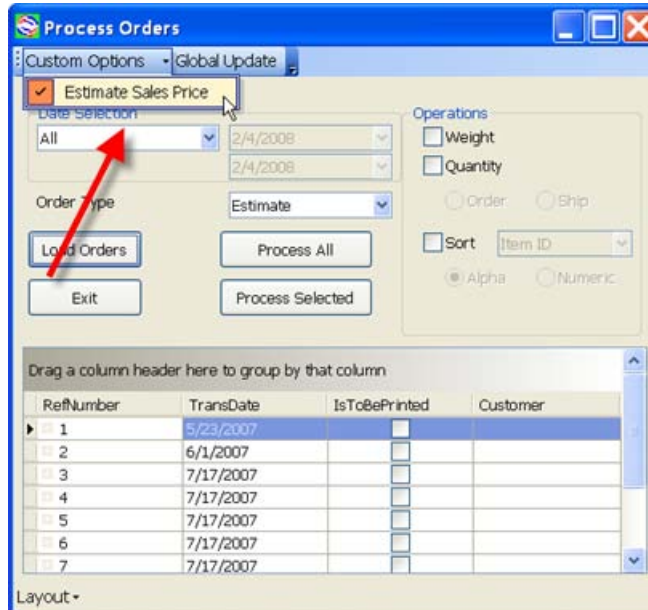 Process Orders
Custom Options Global Update
Estimate Sales Price
Date Selection
All 2/4/2008
2/4/2008
Order Type Estimate
Load Orders Process All
Exit Process Selected
Operations
Weight
Quantity
Order Ship
Sort Item ID
Alpha Numeric
Drag a column header here to group by that column
RefNumber TransDate IsToBePrinted Customer
1 5/23/2007
2 6/1/2007
3 7/17/2007
4 7/17/2007
5 7/17/2007
6 7/17/2007
7 7/17/2007
Layout